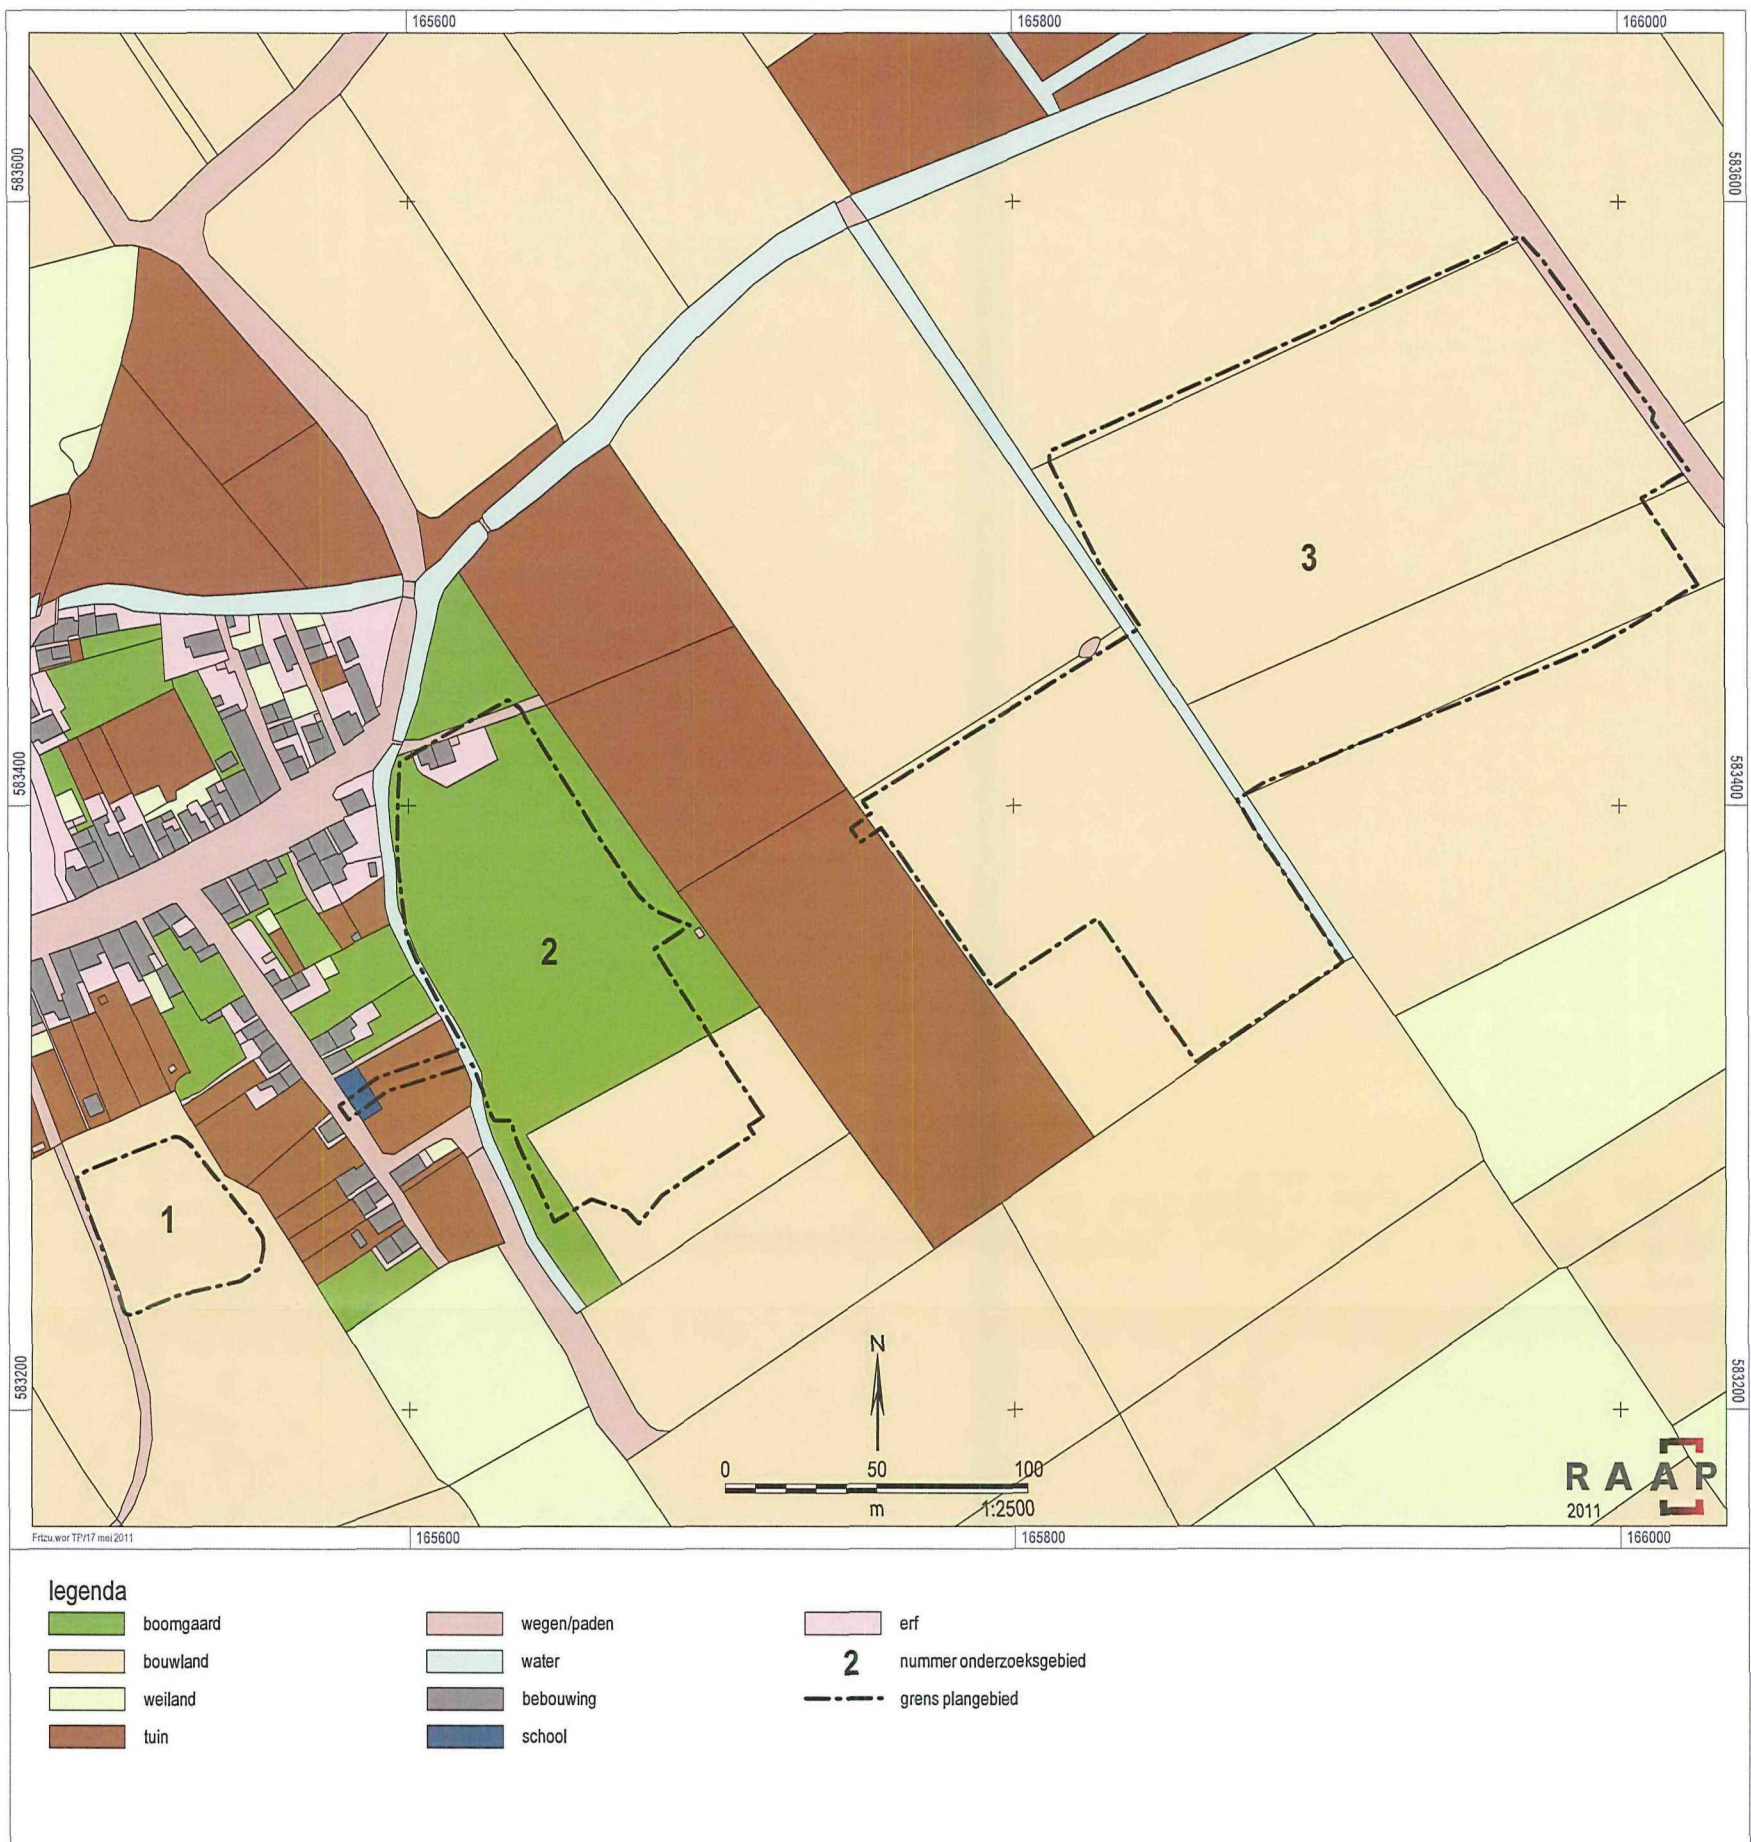 165600 165800 166000
583600 583600
3
583400 583400
2
1
583200 583200
N
0 50 100
m 1:2500
RAAP
2011
Frtzu.wor TP/17 mei 2011
165600 165800 166000
legenda
boomgaard wegen/paden erf
bouwland water 2 nummer onderzoeksgebied
weiland bebouwing grens plangebied
tuin school